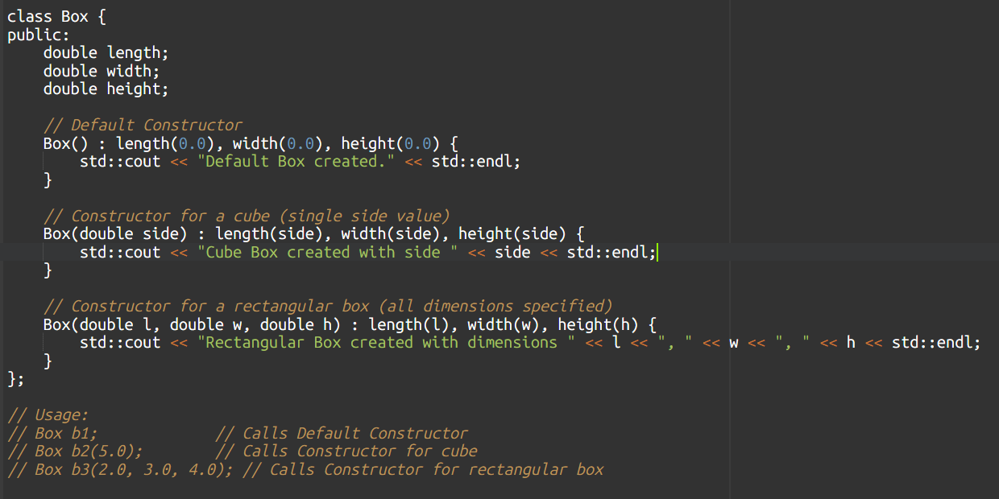 class Box {
public:
    double length;
    double width;
    double height;

    // Default Constructor
    Box() : length(0.0), width(0.0), height(0.0) {
        std::cout << "Default Box created." << std::endl;
    }

    // Constructor for a cube (single side value)
    Box(double side) : length(side), width(side), height(side) {
        std::cout << "Cube Box created with side " << side << std::endl;
    }

    // Constructor for a rectangular box (all dimensions specified)
    Box(double l, double w, double h) : length(l), width(w), height(h) {
        std::cout << "Rectangular Box created with dimensions " << l << ", " << w << ", " << h << std::endl;
    }
};

// Usage:
// Box b1;             // Calls Default Constructor
// Box b2(5.0);        // Calls Constructor for cube
// Box b3(2.0, 3.0, 4.0); // Calls Constructor for rectangular box